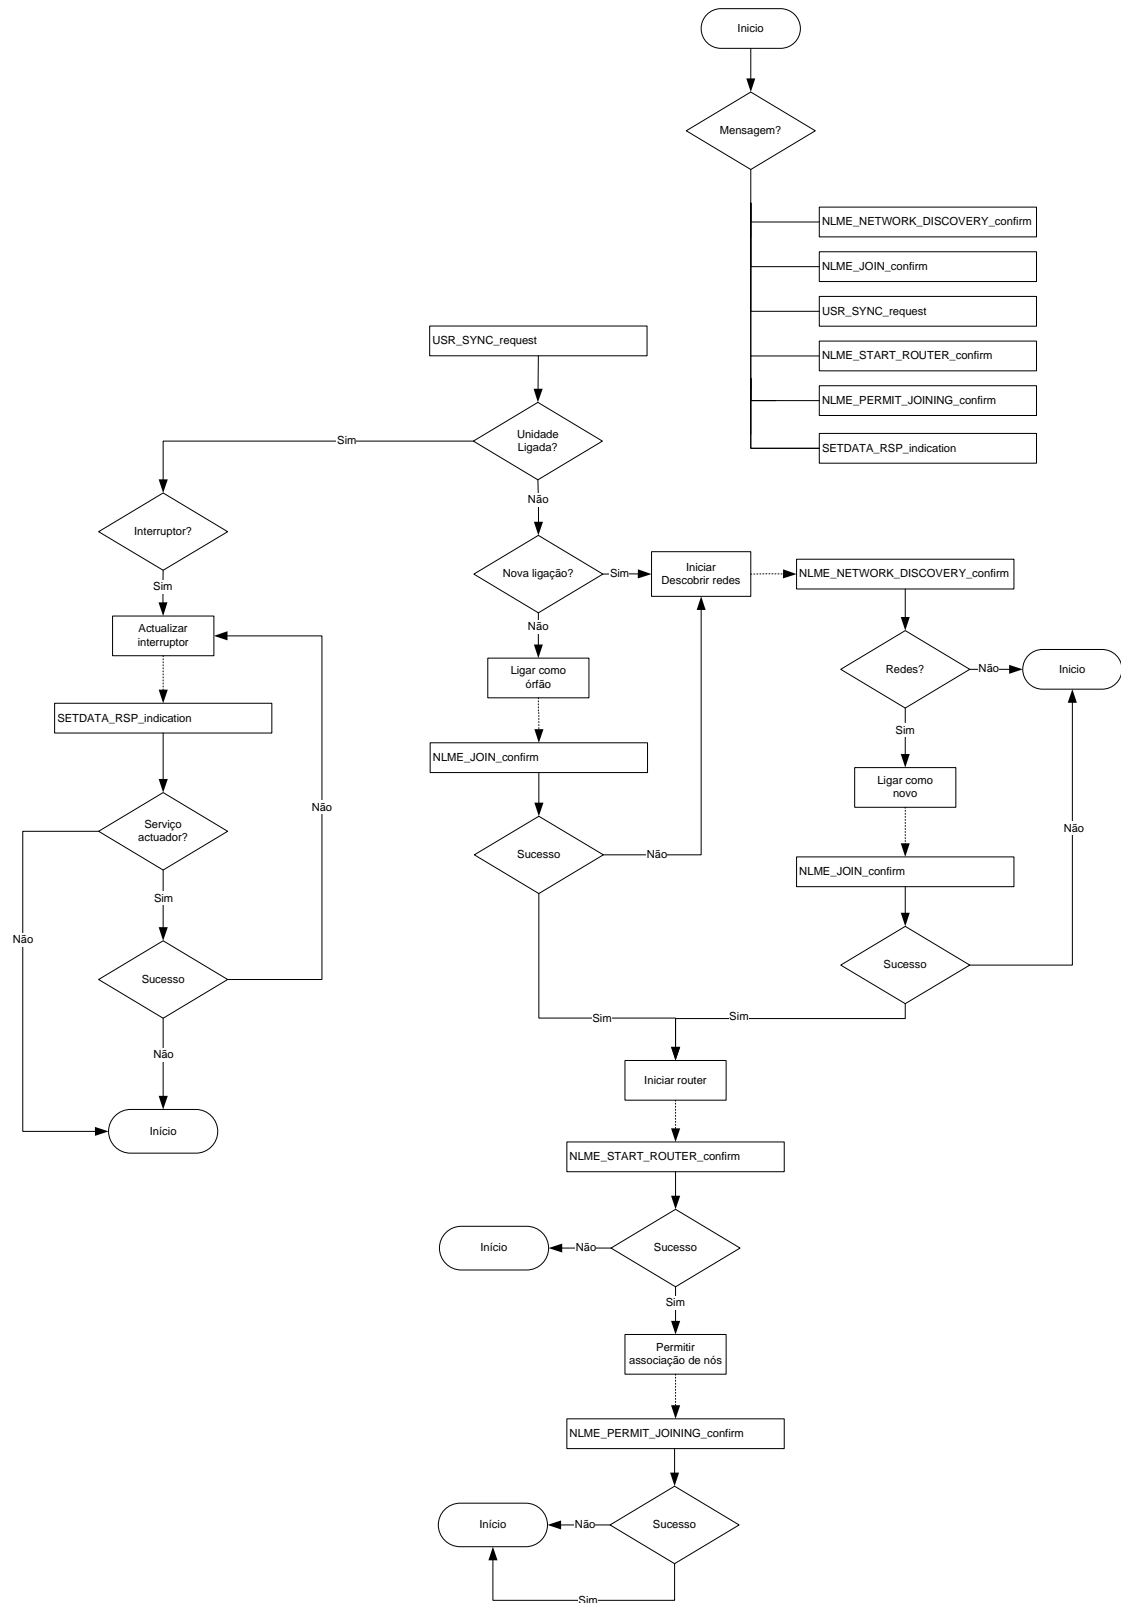 Inicio
Mensagem?
NLME_NETWORK_DISCOVERY_confirm
NLME_JOIN_confirm
USR_SYNC_request
NLME_START_ROUTER_confirm
NLME_PERMIT_JOINING_confirm
SETDATA_RSP_indication
USR_SYNC_request
Unidade
Ligada?
Sim
Não
Interruptor?
Sim
Actualizar
interruptor
SETDATA_RSP_indication
Serviço
actuador?
Não
Sim
Sucesso
Não
Não
Início
Nova ligação?
Sim
Não
Iniciar
Descobrir redes
Ligar como
órfão
NLME_JOIN_confirm
Sucesso
Não
Sim
NLME_NETWORK_DISCOVERY_confirm
Redes?
Não
Inicio
Sim
Ligar como
novo
NLME_JOIN_confirm
Sucesso
Não
Sim
Iniciar router
NLME_START_ROUTER_confirm
Sucesso
Não
Início
Sim
Permitir
associação de nós
NLME_PERMIT_JOINING_confirm
Sucesso
Não
Início
Sim